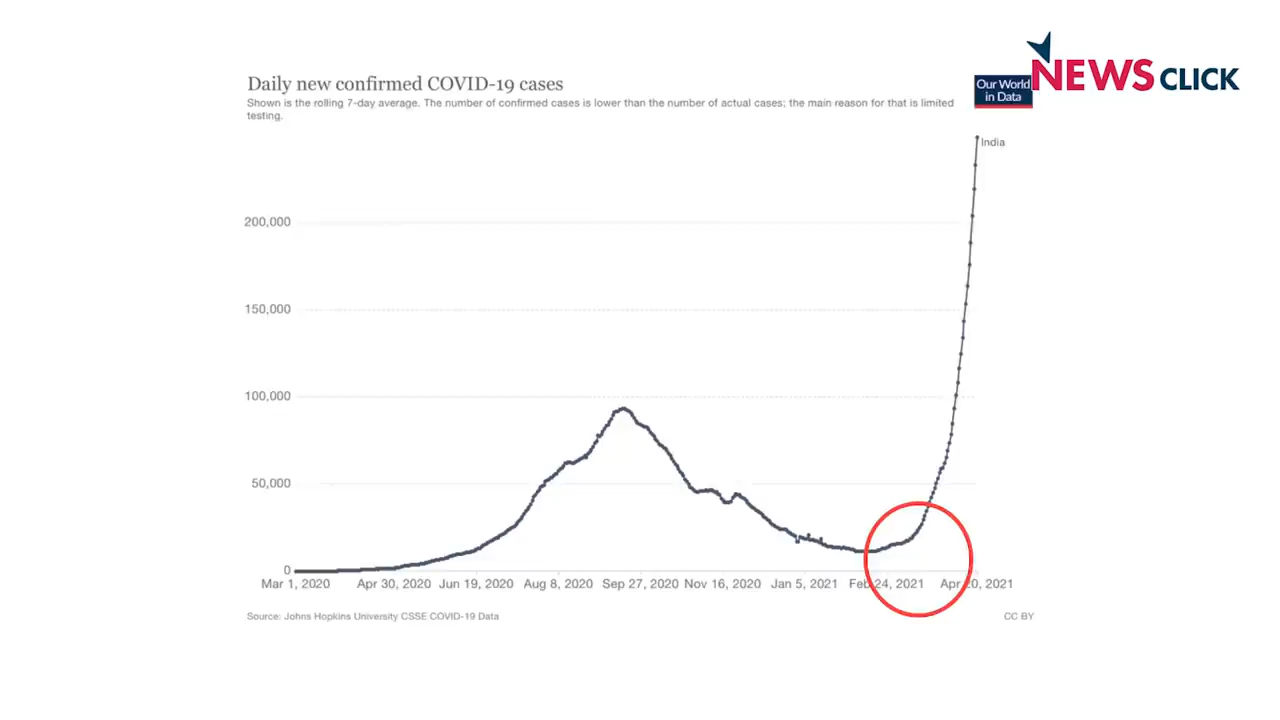 NEWS CLICK
Our World
in Data
Daily new confirmed COVID-19 cases
Shown is the rolling 7-day average. The number of confirmed cases is lower than the number of actual cases; the main reason for that is limited
testing.
India
200,000
150,000
100,000
50,000
0
Mar 1, 2020 Apr 30, 2020 Jun 19, 2020 Aug 8, 2020 Sep 27, 2020 Nov 16, 2020 Jan 5, 2021 Feb 24, 2021 Apr 20, 2021
Source: Johns Hopkins University CSSE COVID-19 Data CC BY